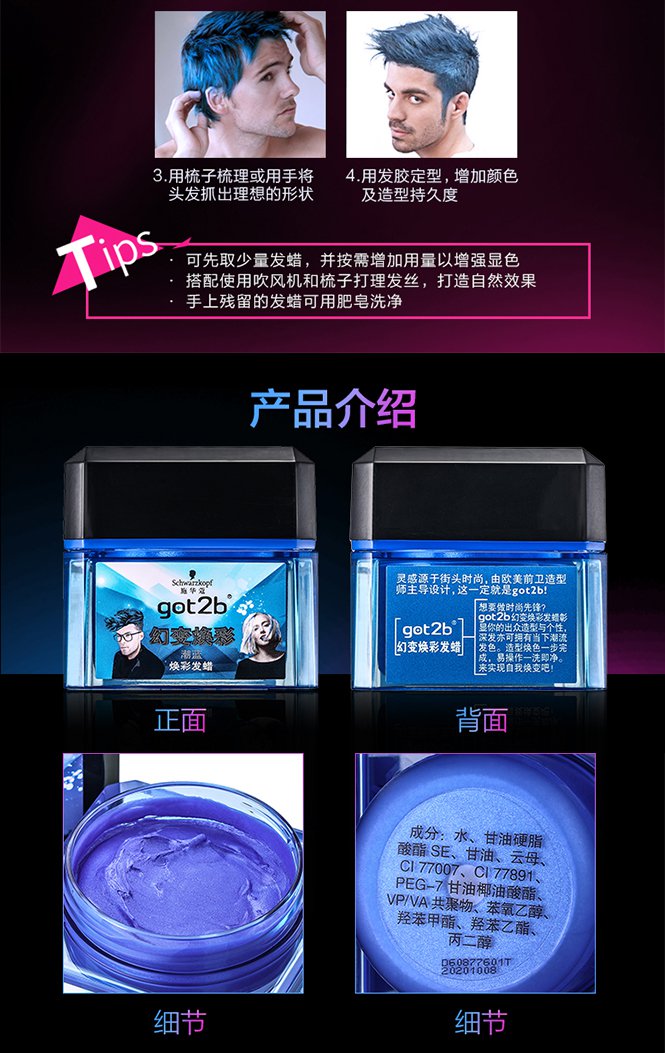 3.用梳子梳理或用手将
头发抓出理想的形状
4.用发胶定型，增加颜色
及造型持久度
Tips
· 可先取少量发蜡，并按需增加用量以增强显色
· 搭配使用吹风机和梳子打理发丝，打造自然效果
· 手上残留的发蜡可用肥皂洗净
产品介绍
Schwarzkopf
施华蔻
got2b
幻变焕彩
潮蓝
焕彩发蜡
正面
灵感源于街头时尚，由欧美前卫造型
师主导设计，这一定就是got2b!
got2b
幻变焕彩发蜡
想要做时尚先锋?
got2b幻变焕彩发蜡彰
显你的出众造型与个性，
深发亦可拥有当下潮流
发色。造型焕色一步完
成，易操作一洗即净。
来实现自我焕变吧!
背面
细节
成分：水、甘油硬脂
酸酯 SE、甘油、云母、
CI 77007、CI 77891、
PEG-7 甘油椰油酸酯、
VP/VA 共聚物、苯氧乙醇、
羟苯甲酯、羟苯乙酯、
丙二醇
D60877601T
20201008
细节